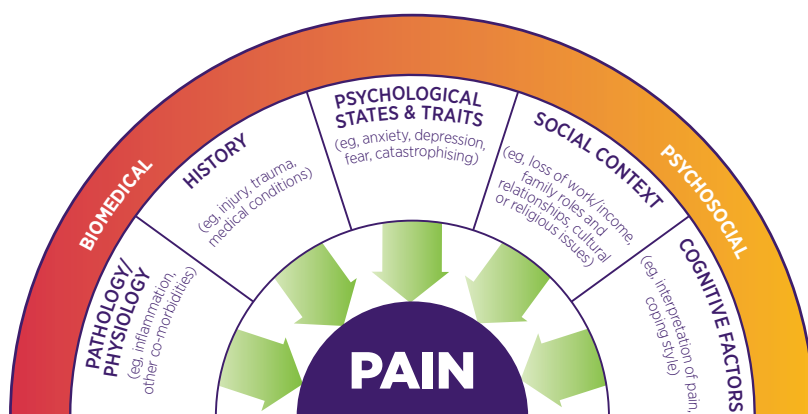 BIOMEDICAL
PSYCHOSOCIAL
PATHOLOGY/
PHYSIOLOGY
(eg, inflammation,
other co-morbidities)
HISTORY
(eg, injury, trauma,
medical conditions)
PSYCHOLOGICAL
STATES & TRAITS
(eg, anxiety, depression,
fear, catastrophising)
SOCIAL CONTEXT
(eg, loss of work/income,
family roles and
relationships, cultural
or religious issues)
COGNITIVE FACTORS
(eg, interpretation of pain,
coping style)
PAIN